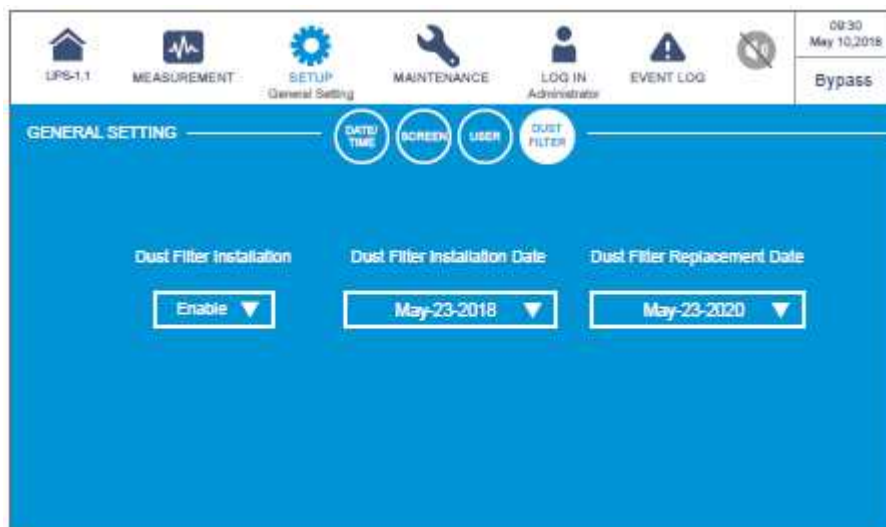 UPS-1.1
MEASUREMENT
SETUP
General Setting
MAINTENANCE
LOG IN
Administrator
EVENT LOG
09:30
May 10,2018
Bypass
GENERAL SETTING
DATE/
TIME
SCREEN
USER
DUST
FILTER
Dust Filter Installation
Dust Filter Installation Date
Dust Filter Replacement Date
Enable
May-23-2018
May-23-2020